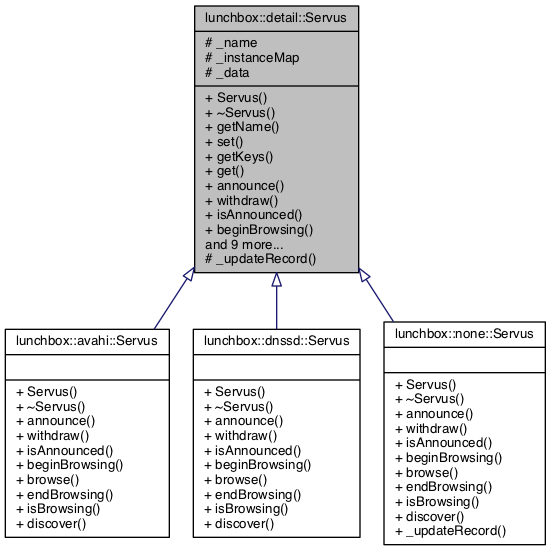 lunchbox::detail::Servus
# _name
# _instanceMap
# _data
+ Servus()
+ ~Servus()
+ getName()
+ set()
+ getKeys()
+ get()
+ announce()
+ withdraw()
+ isAnnounced()
+ beginBrowsing()
and 9 more...
# _updateRecord()
lunchbox::avahi::Servus
+ Servus()
+ ~Servus()
+ announce()
+ withdraw()
+ isAnnounced()
+ beginBrowsing()
+ browse()
+ endBrowsing()
+ isBrowsing()
+ discover()
lunchbox::dnssd::Servus
+ Servus()
+ ~Servus()
+ announce()
+ withdraw()
+ isAnnounced()
+ beginBrowsing()
+ browse()
+ endBrowsing()
+ isBrowsing()
+ discover()
lunchbox::none::Servus
+ Servus()
+ ~Servus()
+ announce()
+ withdraw()
+ isAnnounced()
+ beginBrowsing()
+ browse()
+ endBrowsing()
+ isBrowsing()
+ discover()
+ _updateRecord()